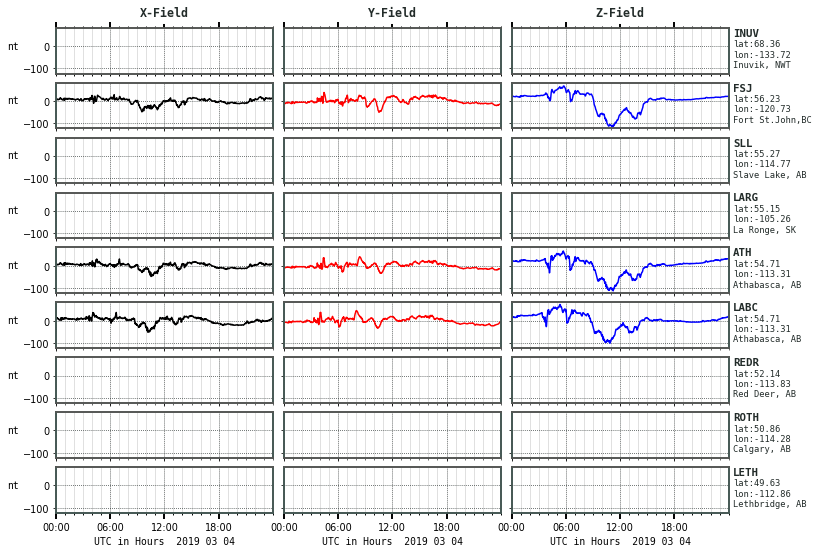 X-Field Y-Field Z-Field
nt 0 −100 INUV
lat:68.36
lon:-133.72
Inuvik, NWT
nt 0 −100 FSJ
lat:56.23
lon:-120.73
Fort St.John,BC
nt 0 −100 SLL
lat:55.27
lon:-114.77
Slave Lake, AB
nt 0 −100 LARG
lat:55.15
lon:-105.26
La Ronge, SK
nt 0 −100 ATH
lat:54.71
lon:-113.31
Athabasca, AB
nt 0 −100 LABC
lat:54.71
lon:-113.31
Athabasca, AB
nt 0 −100 REDR
lat:52.14
lon:-113.83
Red Deer, AB
nt 0 −100 ROTH
lat:50.86
lon:-114.28
Calgary, AB
nt 0 −100 LETH
lat:49.63
lon:-112.86
Lethbridge, AB
00:00 06:00 12:00 18:00 00:00 06:00 12:00 18:00 00:00 06:00 12:00 18:00
UTC in Hours 2019 03 04 UTC in Hours 2019 03 04 UTC in Hours 2019 03 04